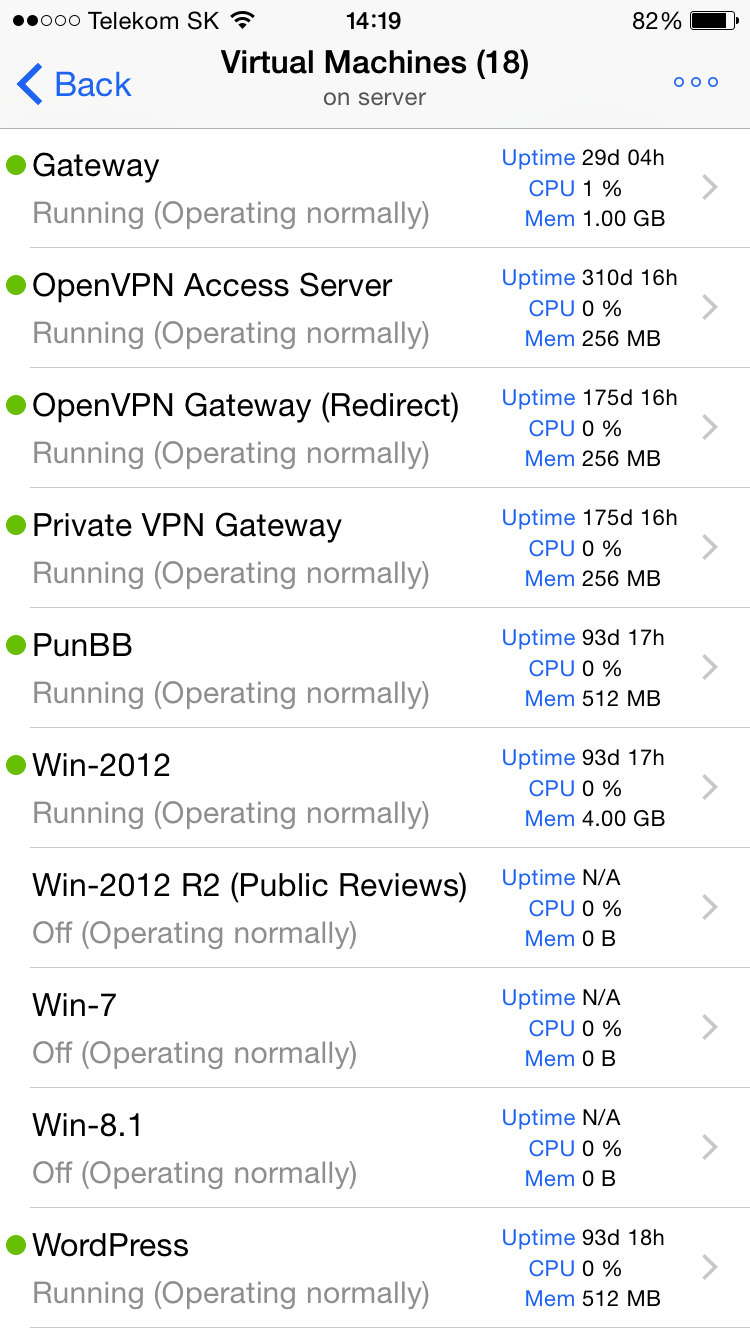 Telekom SK 14:19 82%
Back Virtual Machines (18)
on server
Gateway
Running (Operating normally)
Uptime 29d 04h
CPU 1 %
Mem 1.00 GB
OpenVPN Access Server
Running (Operating normally)
Uptime 310d 16h
CPU 0 %
Mem 256 MB
OpenVPN Gateway (Redirect)
Running (Operating normally)
Uptime 175d 16h
CPU 0 %
Mem 256 MB
Private VPN Gateway
Running (Operating normally)
Uptime 175d 16h
CPU 0 %
Mem 256 MB
PunBB
Running (Operating normally)
Uptime 93d 17h
CPU 0 %
Mem 512 MB
Win-2012
Running (Operating normally)
Uptime 93d 17h
CPU 0 %
Mem 4.00 GB
Win-2012 R2 (Public Reviews)
Off (Operating normally)
Uptime N/A
CPU 0 %
Mem 0 B
Win-7
Off (Operating normally)
Uptime N/A
CPU 0 %
Mem 0 B
Win-8.1
Off (Operating normally)
Uptime N/A
CPU 0 %
Mem 0 B
WordPress
Running (Operating normally)
Uptime 93d 18h
CPU 0 %
Mem 512 MB